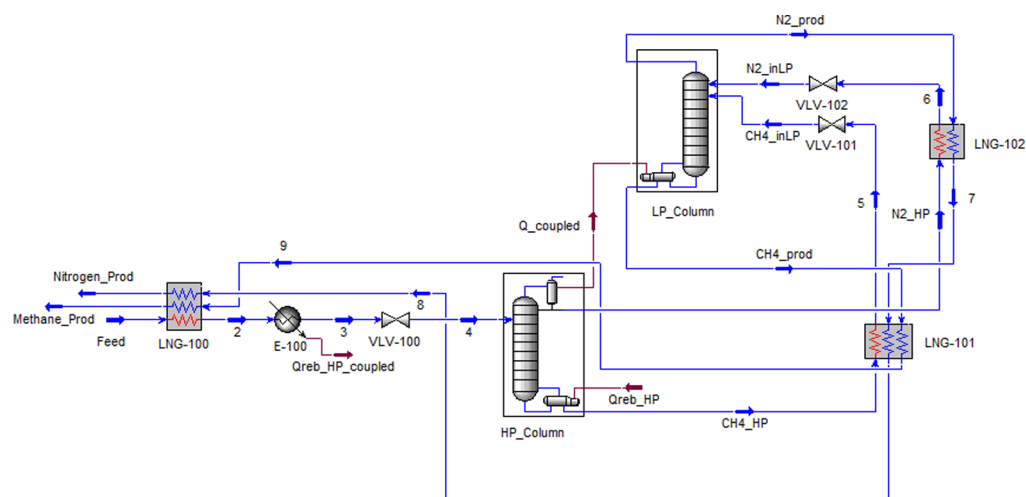 N2_prod
N2_inLP
VLV-102
6
CH4_inLP
VLV-101
LNG-102
5
N2_HP
7
LP_Column
Q_coupled
9
CH4_prod
Nitrogen_Prod
8
Methane_Prod
Feed
LNG-100
2
E-100
3
VLV-100
4
LNG-101
Qreb_HP_coupled
Qreb_HP
CH4_HP
HP_Column